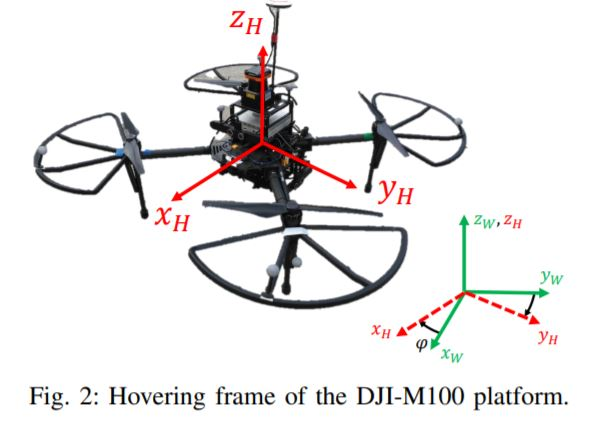 z_H
y_H
x_H
z_W, z_H
y_W
x_H
y_H
φ
x_W
Fig. 2: Hovering frame of the DJI-M100 platform.